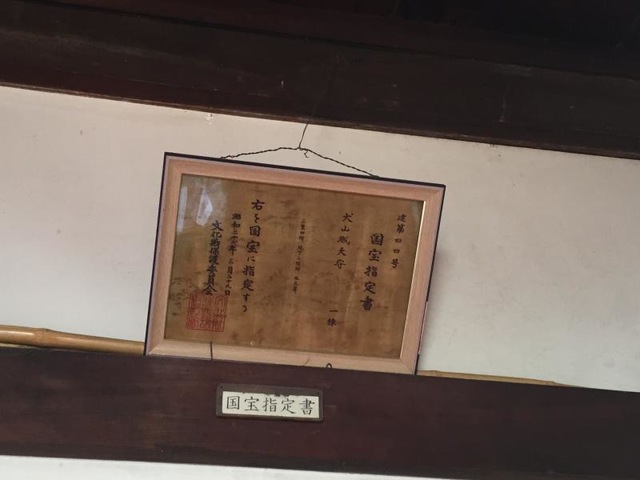 建第四四号
国宝指定書
犬山城天守
一棟
右を国宝に指定する
文化財保護委員会
国宝指定書